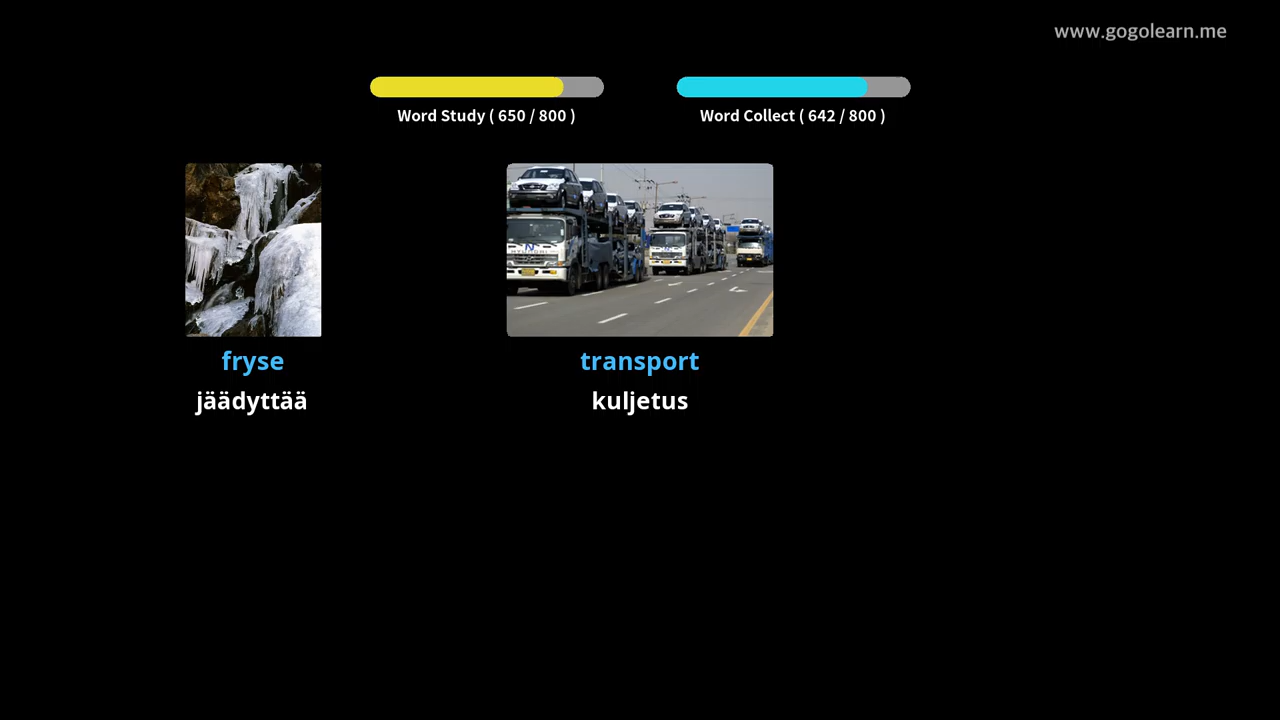 www.gogolearn.me
Word Study ( 650 / 800 )
Word Collect ( 642 / 800 )
fryse
jäädyttää
transport
kuljetus